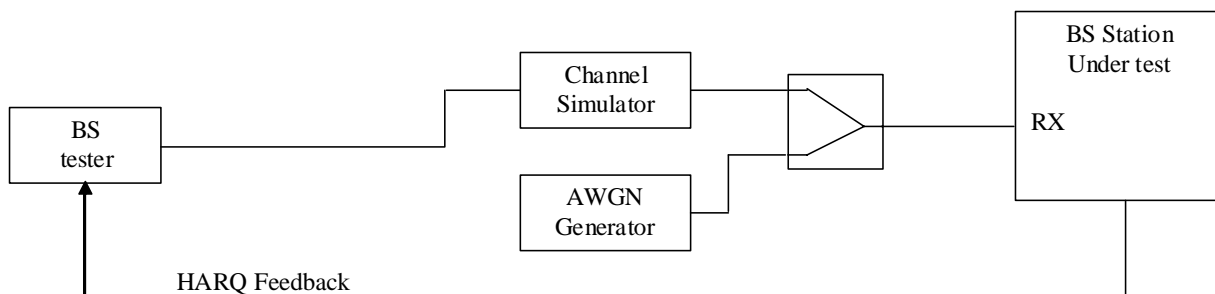 BS Station
Under test
Channel
Simulator
BS
tester
RX
AWGN
Generator
HARQ Feedback